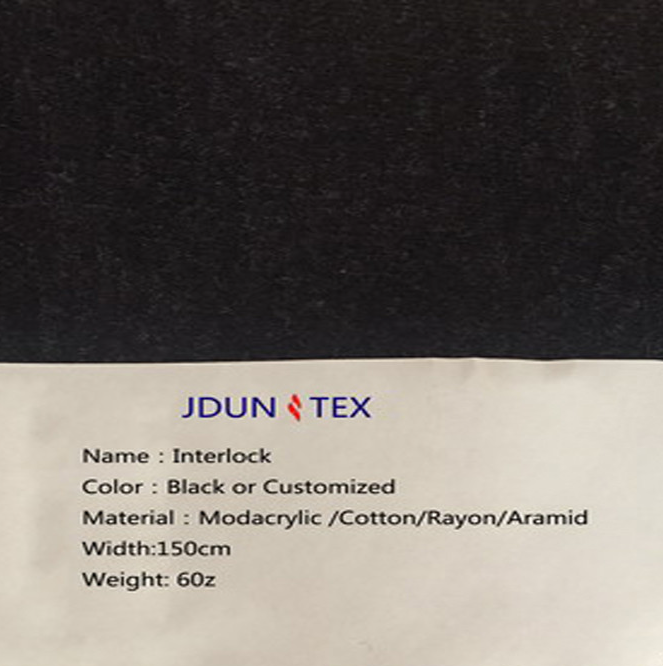 JDUN TEX
Name : Interlock
Color : Black or Customized
Material : Modacrylic /Cotton/Rayon/Aramid
Width:150cm
Weight: 60z